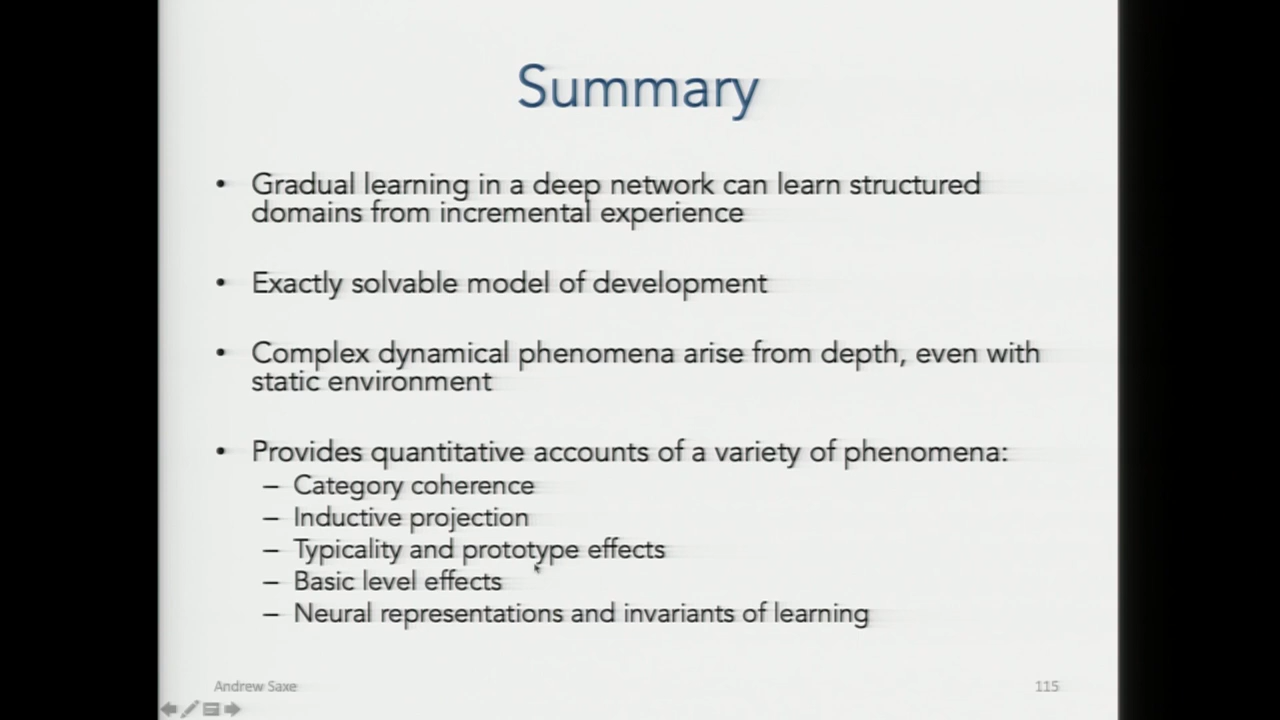 Summary
• Gradual learning in a deep network can learn structured
domains from incremental experience
• Exactly solvable model of development
• Complex dynamical phenomena arise from depth, even with
static environment
• Provides quantitative accounts of a variety of phenomena:
– Category coherence
– Inductive projection
– Typicality and prototype effects
– Basic level effects
– Neural representations and invariants of learning
Andrew Saxe
115